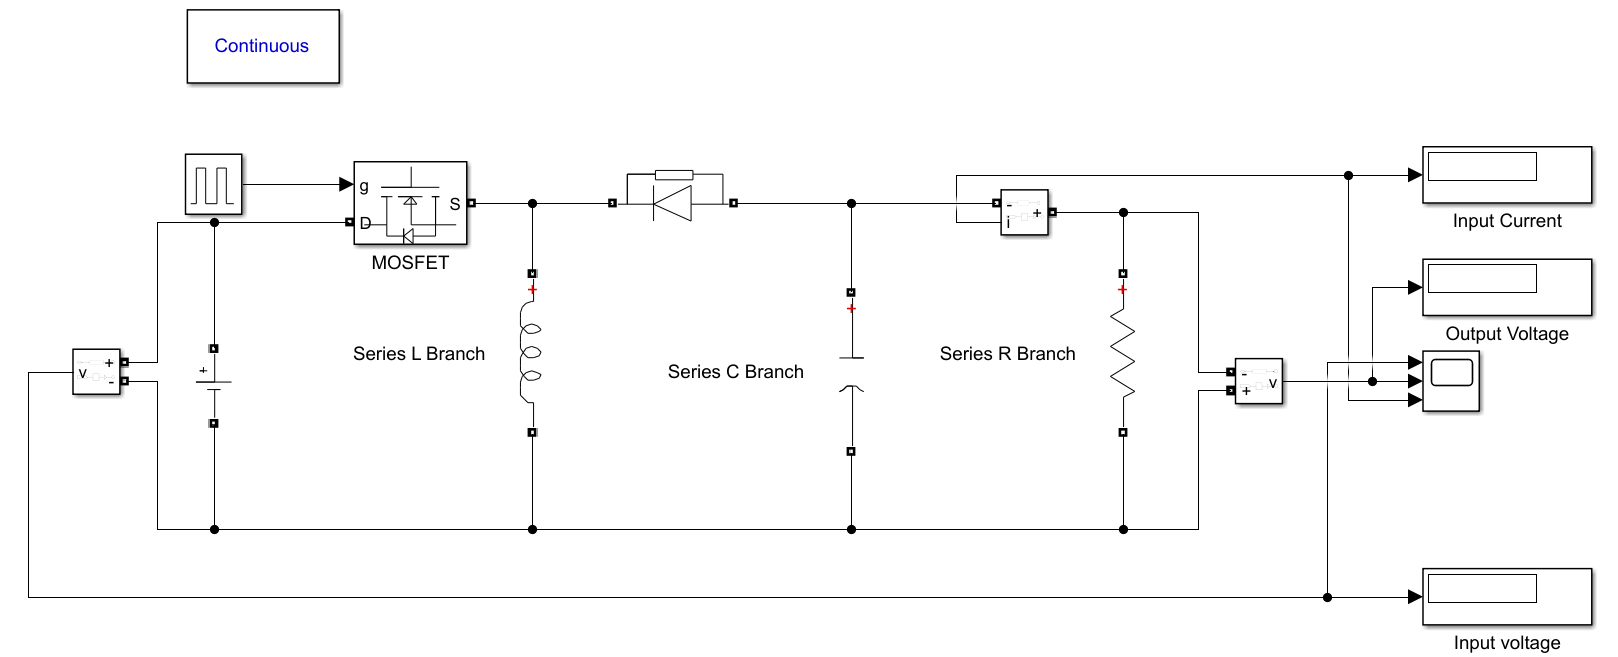 Continuous
g
D
S
MOSFET
Input Current
Output Voltage
Series L Branch
Series C Branch
Series R Branch
+
v
-
+
+
+
+
-
i
+
-
+
v
Input voltage